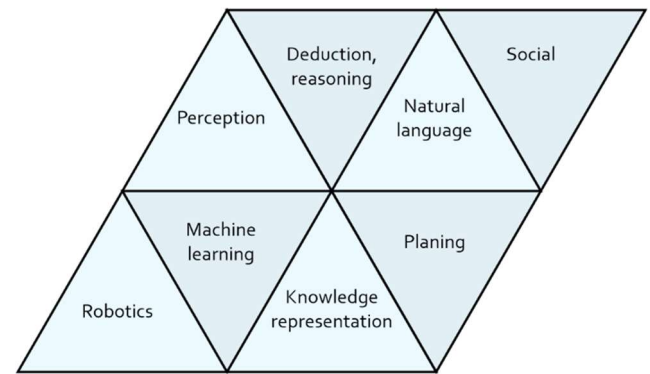 Deduction,
reasoning
Social
Perception
Natural
language
Machine
learning
Planing
Robotics
Knowledge
representation